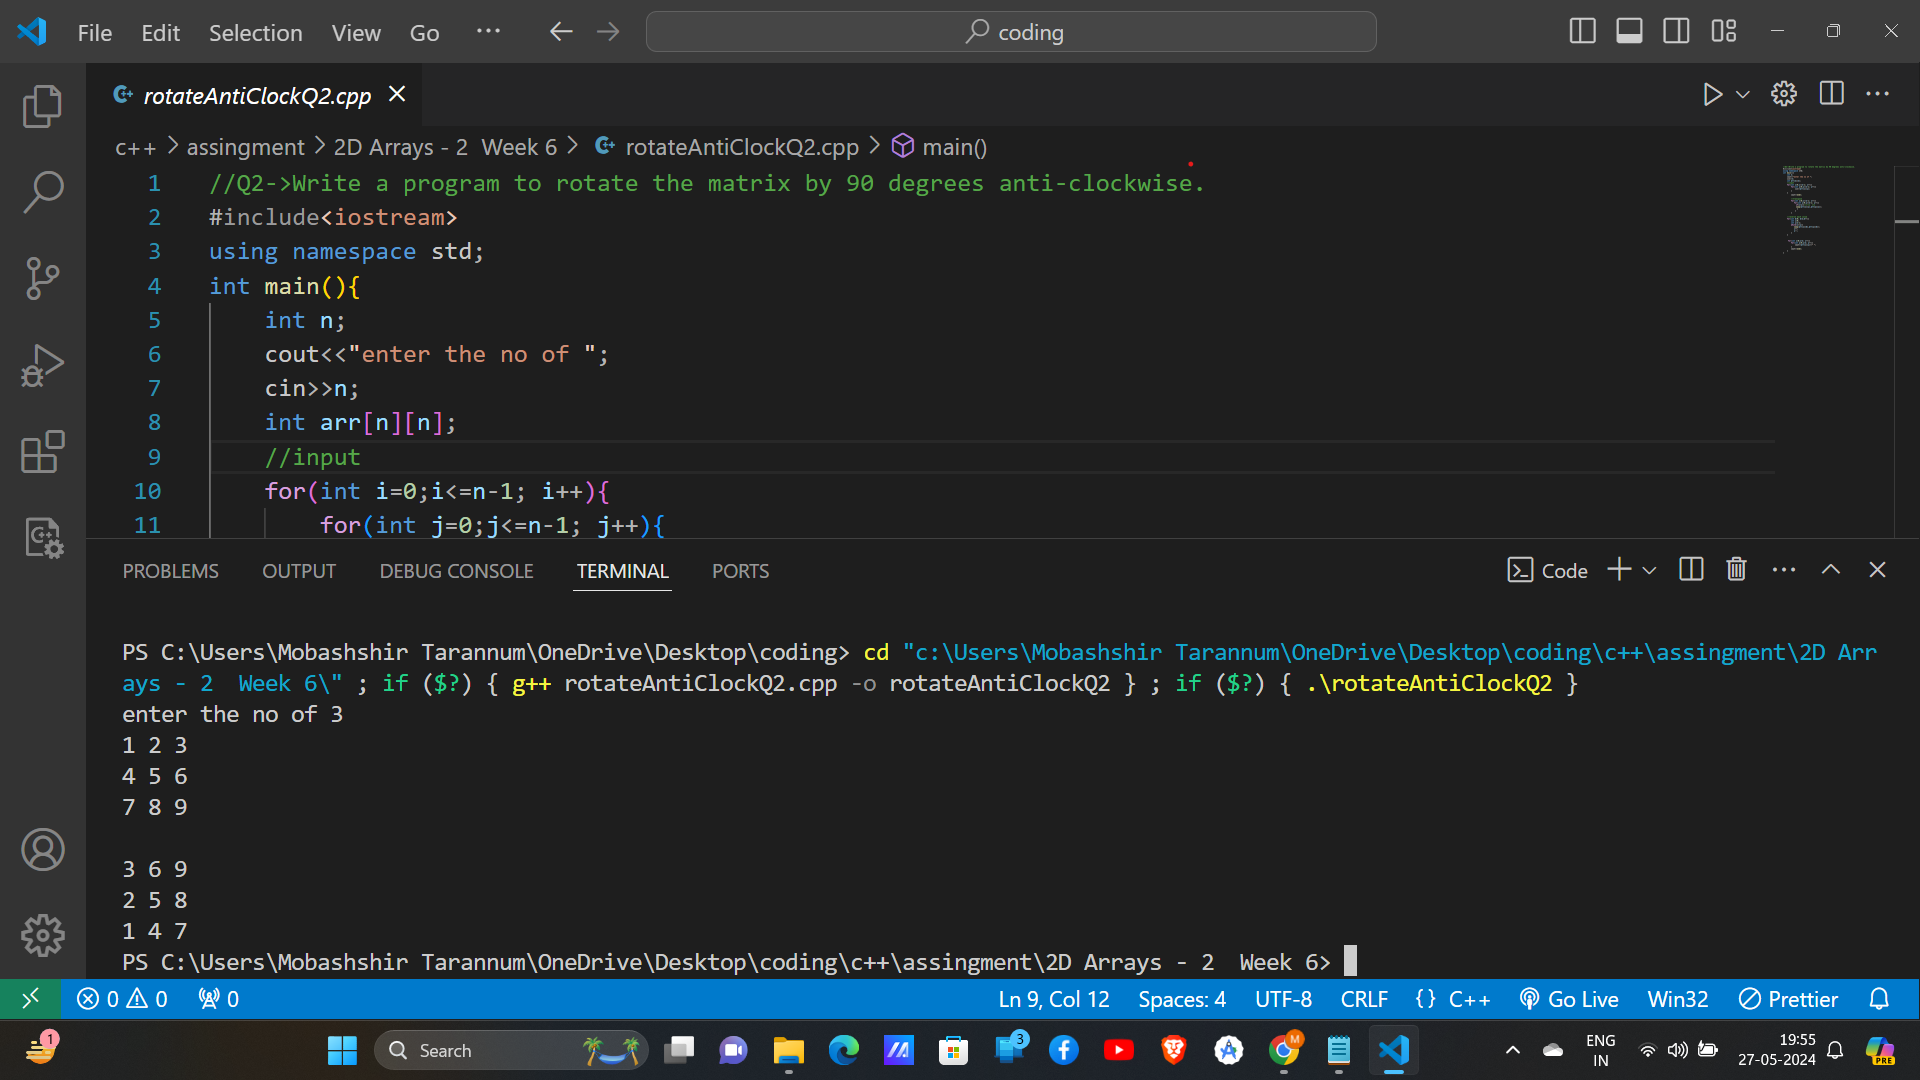 File Edit Selection View Go ··· coding
rotateAntiClockQ2.cpp
c++ > assingment > 2D Arrays - 2  Week 6 > rotateAntiClockQ2.cpp > main()
1 //Q2->Write a program to rotate the matrix by 90 degrees anti-clockwise.
2 #include<iostream>
3 using namespace std;
4 int main(){
5     int n;
6     cout<<"enter the no of ";
7     cin>>n;
8     int arr[n][n];
9     //input
10     for(int i=0;i<=n-1; i++){
11         for(int j=0;j<=n-1; j++){
PROBLEMS OUTPUT DEBUG CONSOLE TERMINAL PORTS Code
PS C:\Users\Mobashshir Tarannum\OneDrive\Desktop\coding> cd "c:\Users\Mobashshir Tarannum\OneDrive\Desktop\coding\c++\assingment\2D Arr
ays - 2  Week 6\" ; if ($?) { g++ rotateAntiClockQ2.cpp -o rotateAntiClockQ2 } ; if ($?) { .\rotateAntiClockQ2 }
enter the no of 3
1 2 3
4 5 6
7 8 9
3 6 9
2 5 8
1 4 7
PS C:\Users\Mobashshir Tarannum\OneDrive\Desktop\coding\c++\assingment\2D Arrays - 2  Week 6>
0 0 0 Ln 9, Col 12 Spaces: 4 UTF-8 CRLF {} C++ Go Live Win32 Prettier
1 Search 3 M ENG 19:55
IN 27-05-2024 PRE